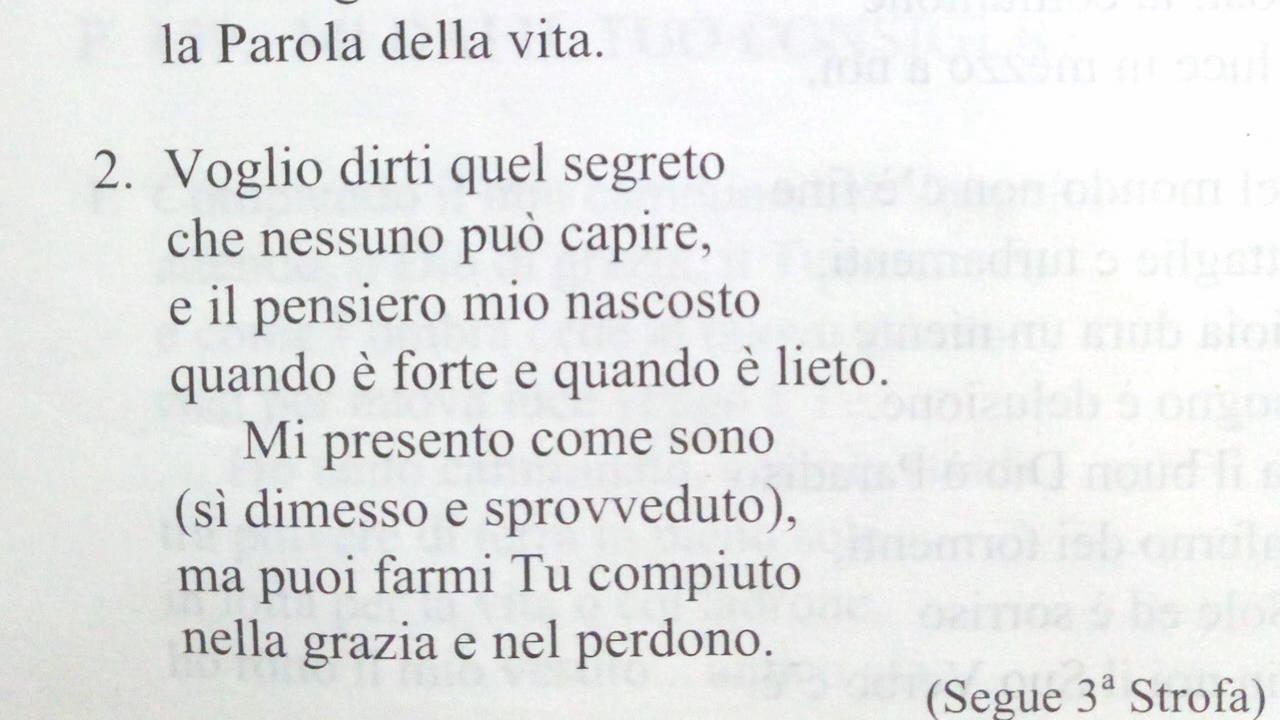 la Parola della vita.
2. Voglio dirti quel segreto
che nessuno può capire,
e il pensiero mio nascosto
quando è forte e quando è lieto.
Mi presento come sono
(sì dimesso e sprovveduto),
ma puoi farmi Tu compiuto
nella grazia e nel perdono.
(Segue 3ª Strofa)